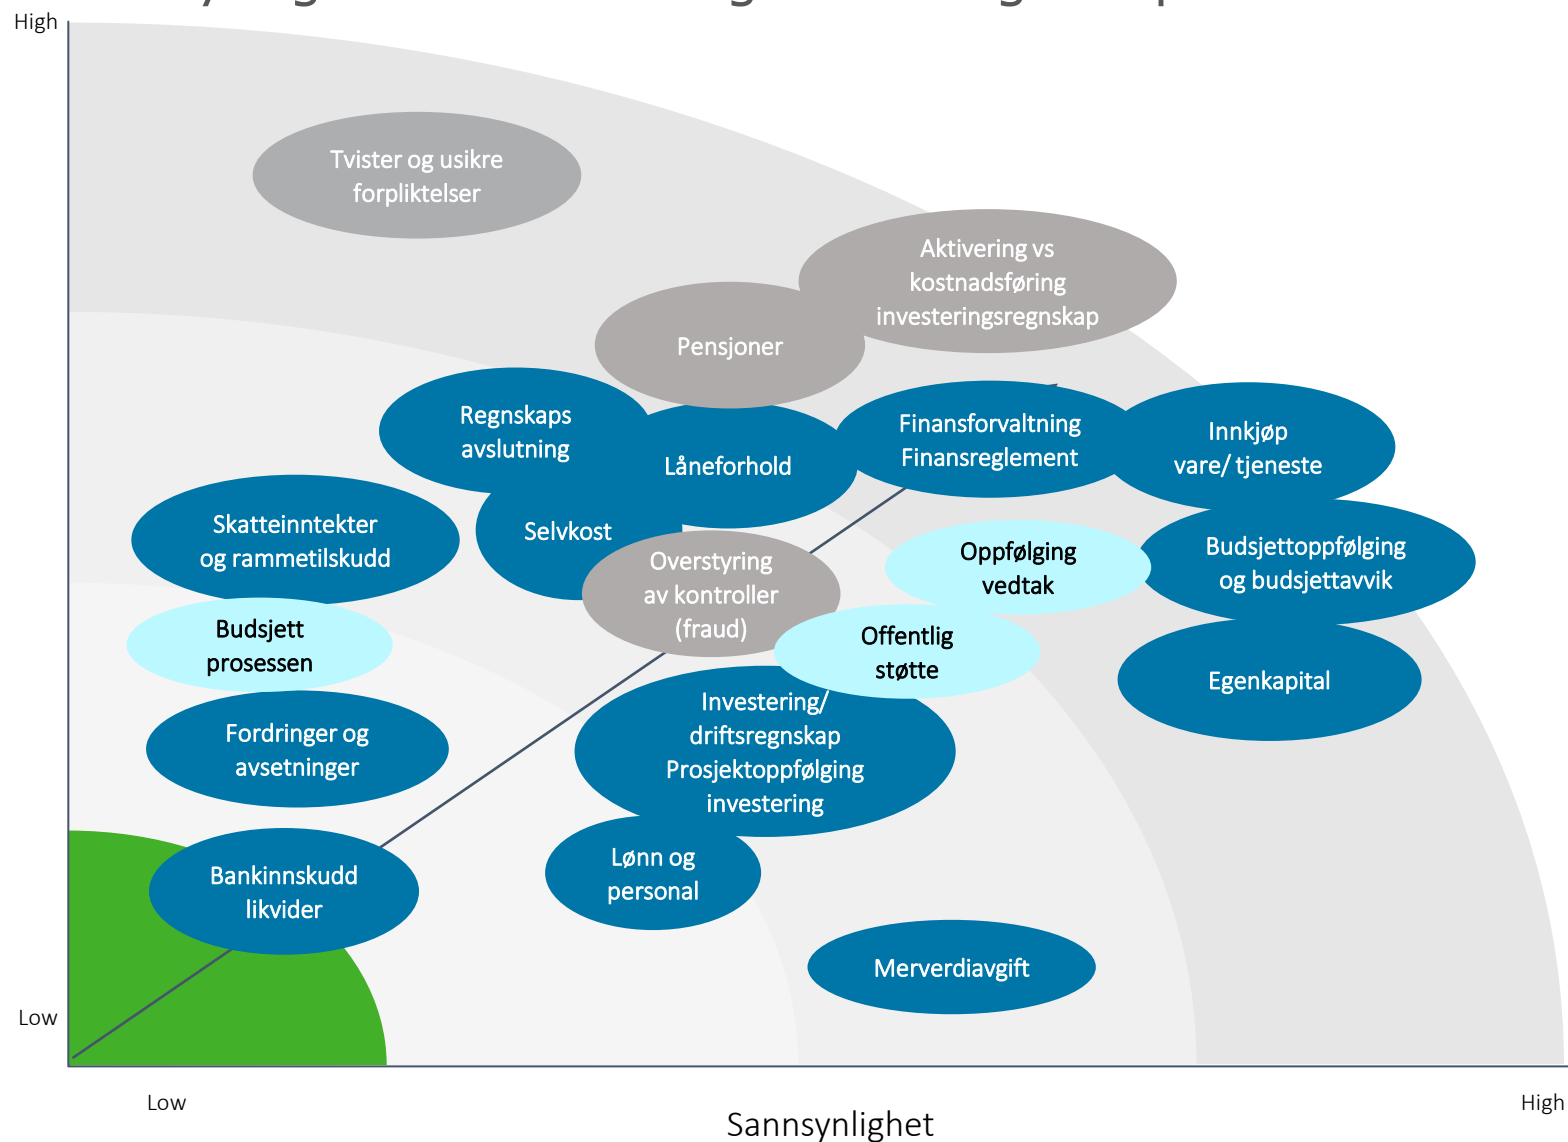 High
Tvister og usikre
forpliktelser
Aktivering vs
kostnadsføring
investeringsregnskap
Pensjoner
Regnskaps
avslutning
Låneforhold
Finansforvaltning
Finansreglement
Innkjøp
vare/ tjeneste
Skatteinntekter
og rammetilskudd
Selvkost
Overstyring
av kontroller
(fraud)
Oppfølging
vedtak
Budsjettoppfølging
og budsjettavvik
Budsjett
prosessen
Offentlig
støtte
Egenkapital
Fordringer og
avsetninger
Investering/
driftsregnskap
Prosjektoppfølging
investering
Bankinnskudd
likvider
Lønn og
personal
Merverdiavgift
Low
Low
High
Sannsynlighet